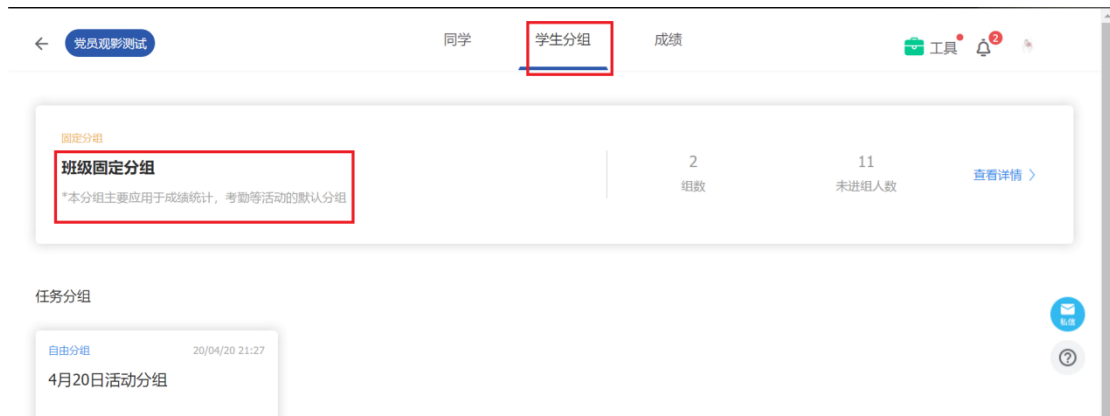 党员观影测试
同学
学生分组
成绩
工具
2
固定分组
班级固定分组
*本分组主要应用于成绩统计，考勤等活动的默认分组
2
组数
11
未进组人数
查看详情 〉
任务分组
私信
自由分组
20/04/20 21:27
4月20日活动分组